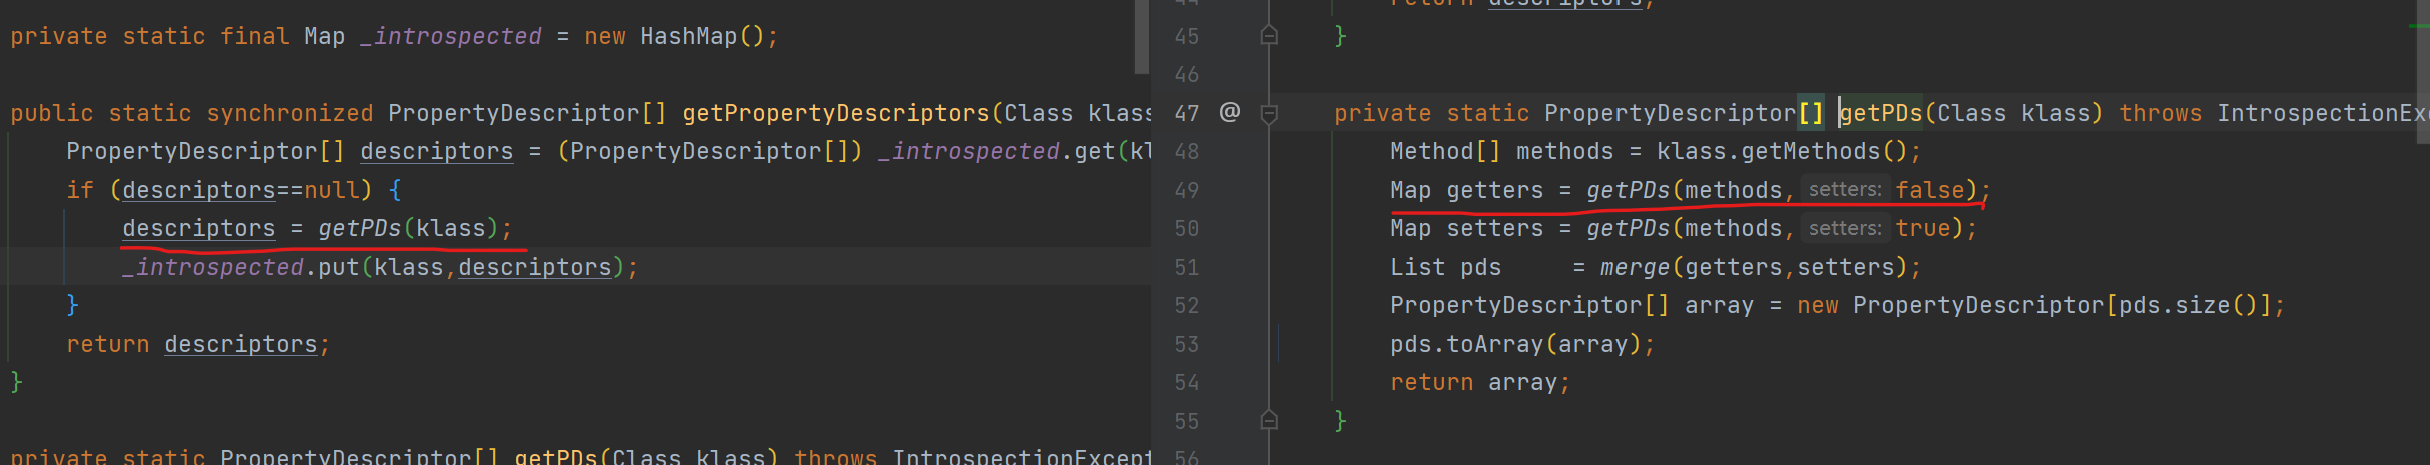 private static final Map _introspected = new HashMap();
public static synchronized PropertyDescriptor[] getPropertyDescriptors(Class klass
PropertyDescriptor[] descriptors = (PropertyDescriptor[]) _introspected.get(kl
if (descriptors==null) {
descriptors = getPDs(klass);
_introspected.put(klass,descriptors);
}
return descriptors;
}
private static PropertyDescriptor[] getPDs(Class klass) throws IntrospectionExcept
return descriptors;
45 }
46
47 @ private static PropertyDescriptor[] getPDs(Class klass) throws IntrospectionExc
48 Method[] methods = klass.getMethods();
49 Map getters = getPDs(methods, setters: false);
50 Map setters = getPDs(methods, setters: true);
51 List pds = merge(getters,setters);
52 PropertyDescriptor[] array = new PropertyDescriptor[pds.size()];
53 pds.toArray(array);
54 return array;
55 }
56